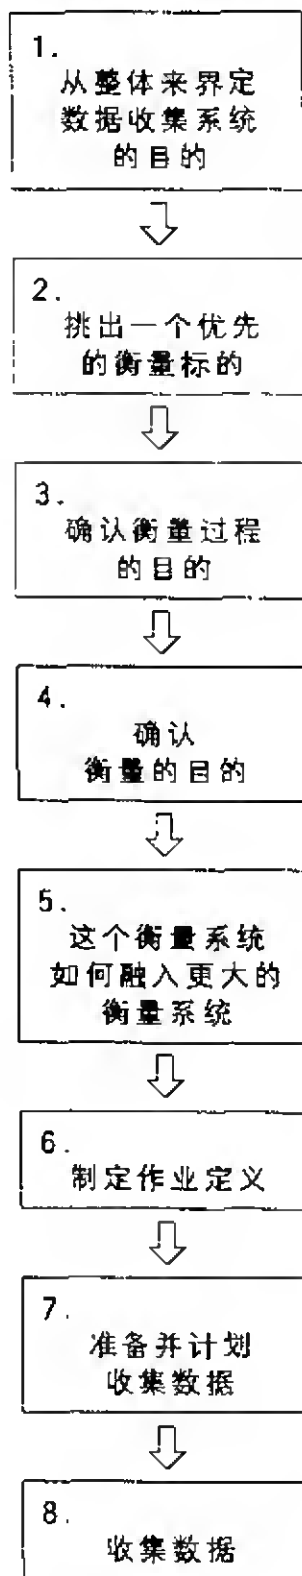 1.
从整体来界定
数据收集系统
的目的
2.
挑出一个优先
的衡量标的
3.
确认衡量过程
的目的
4.
确认
衡量的目的
5.
这个衡量系统
如何融入更大的
衡量系统
6.
制定作业定义
7.
准备并计划
收集数据
8.
收集数据